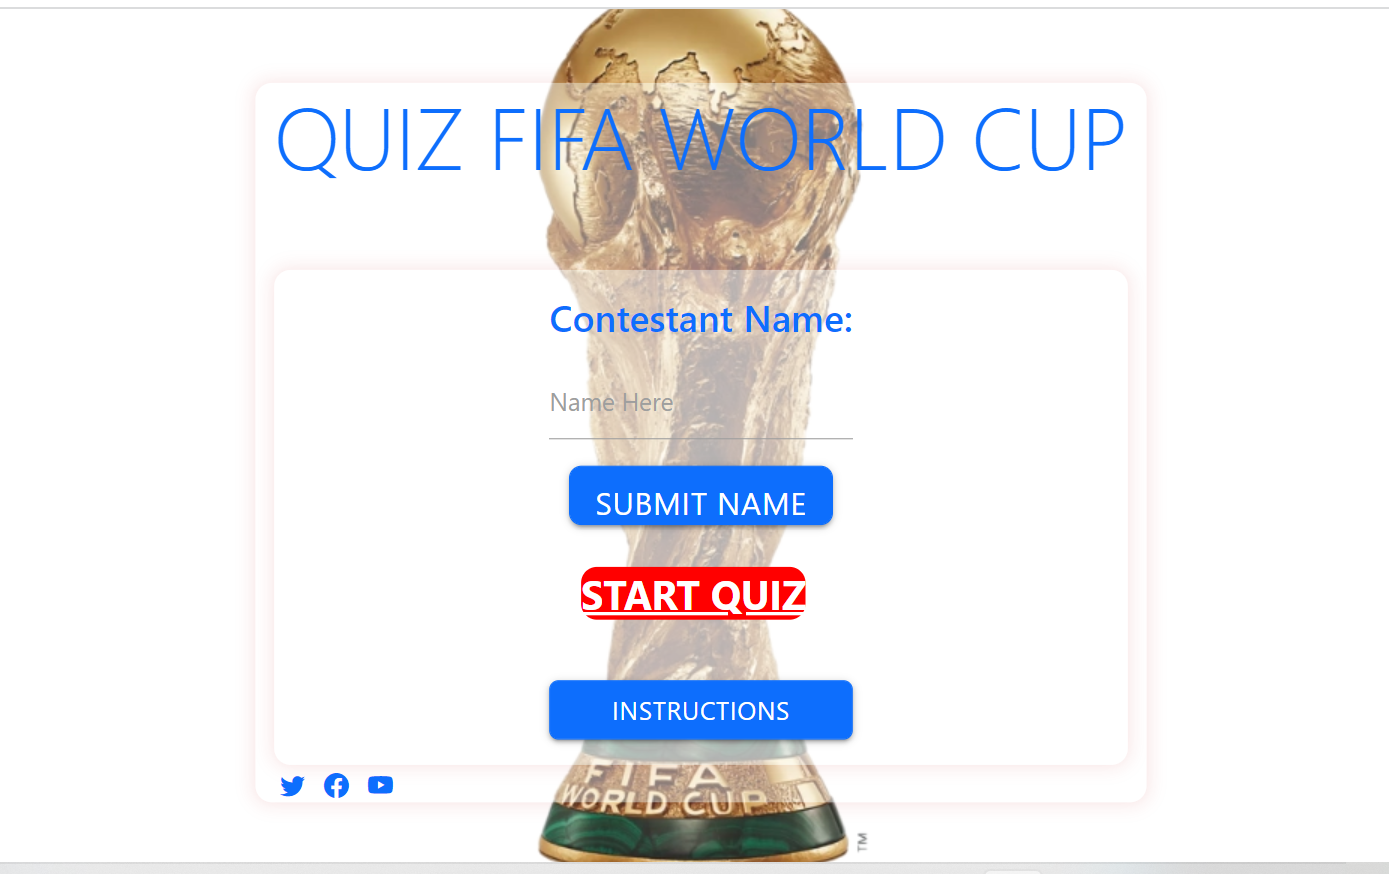 QUIZ FIFA WORLD CUP
Contestant Name:
Name Here
SUBMIT NAME
START QUIZ
INSTRUCTIONS
FIFA
WORLD CUP
TM